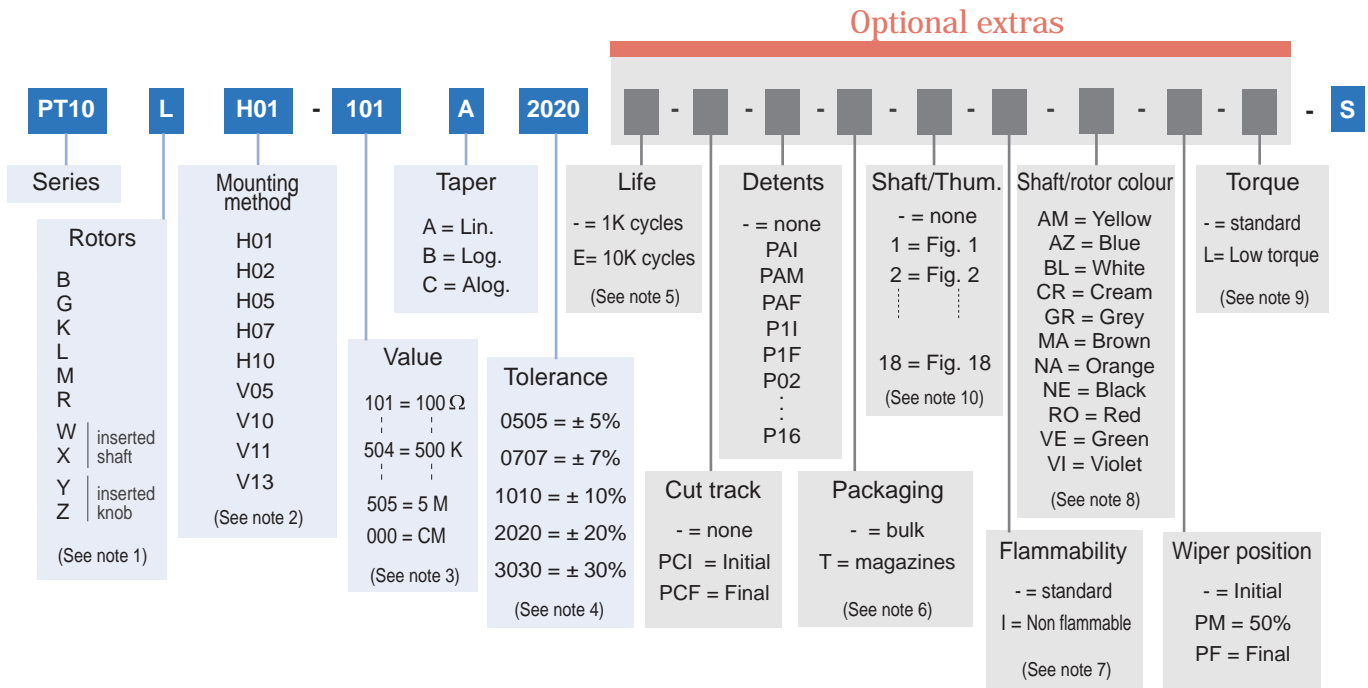 Optional extras
PT10 L H01 - 101 A 2020 - - - - - - - - - S
Series
Rotors
B
G
K
L
M
R
W
X
inserted
shaft
Y
Z
inserted
knob
(See note 1)
Mounting
method
H01
H02
H05
H07
H10
V05
V10
V11
V13
(See note 2)
Value
101 = 100 Ω
504 = 500 K
505 = 5 M
000 = CM
(See note 3)
Taper
A = Lin.
B = Log.
C = Alog.
Tolerance
0505 = ± 5%
0707 = ± 7%
1010 = ± 10%
2020 = ± 20%
3030 = ± 30%
(See note 4)
Life
- = 1K cycles
E= 10K cycles
(See note 5)
Cut track
- = none
PCI = Initial
PCF = Final
Detents
- = none
PAI
PAM
PAF
P1I
P1F
P02
:
P16
Packaging
- = bulk
T = magazines
(See note 6)
Shaft/Thum.
- = none
1 = Fig. 1
2 = Fig. 2
18 = Fig. 18
(See note 10)
Flammability
- = standard
I = Non flammable
(See note 7)
Shaft/rotor colour
AM = Yellow
AZ = Blue
BL = White
CR = Cream
GR = Grey
MA = Brown
NA = Orange
NE = Black
RO = Red
VE = Green
VI = Violet
(See note 8)
Wiper position
- = Initial
PM = 50%
PF = Final
Torque
- = standard
L= Low torque
(See note 9)